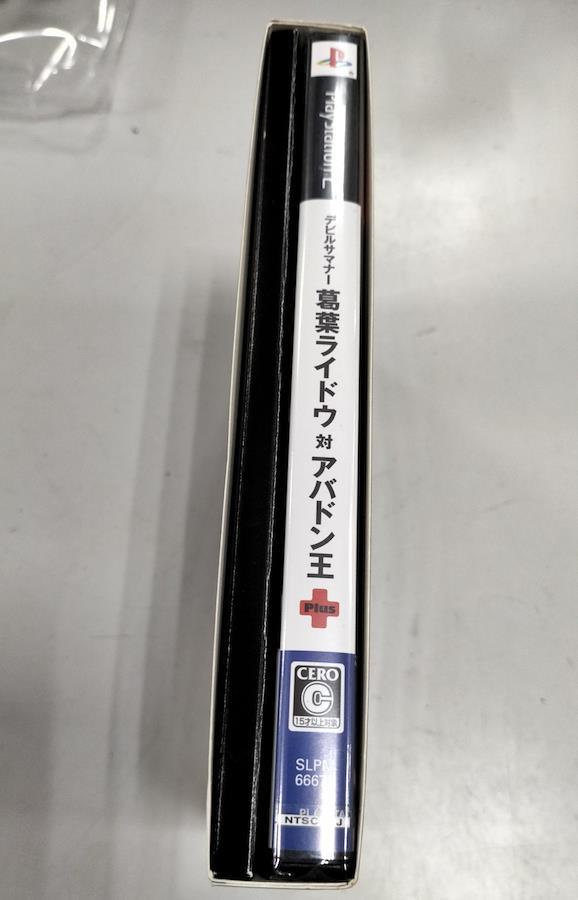 PlayStation 2
デビルサマナー
葛葉ライドウ 対 アバドン王
Plus
CERO
C
15才以上対象
SLPM
NTSC J